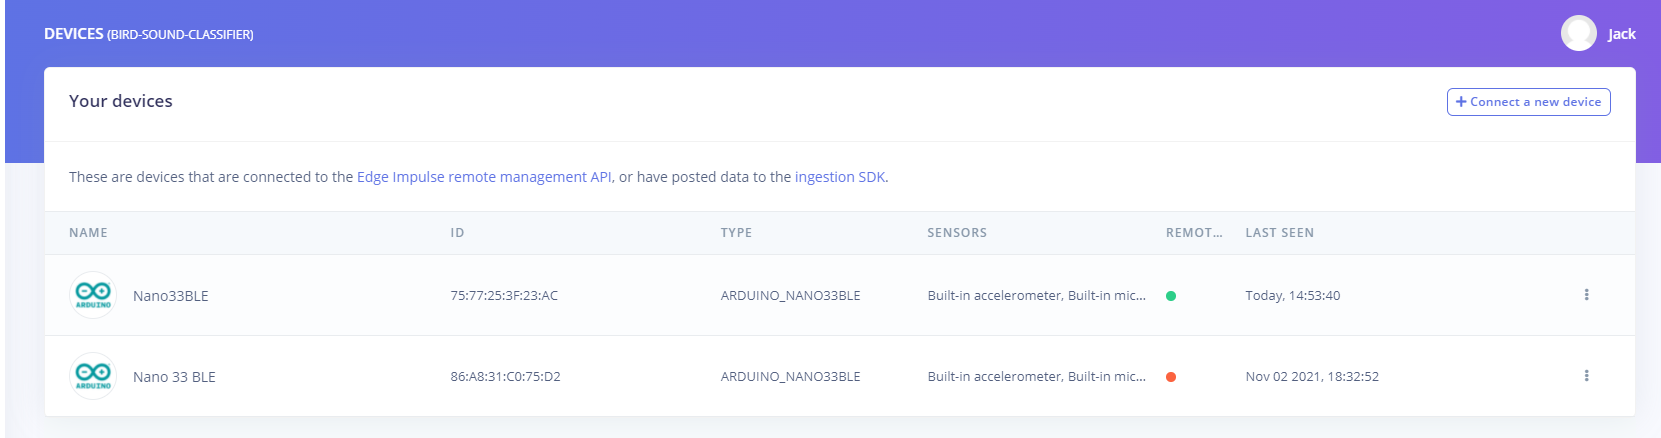 DEVICES (BIRD-SOUND-CLASSIFIER)
Jack
Your devices
+ Connect a new device
These are devices that are connected to the Edge Impulse remote management API, or have posted data to the ingestion SDK.
NAME ID TYPE SENSORS REMOT... LAST SEEN
ARDUINO Nano33BLE 75:77:25:3F:23:AC ARDUINO_NANO33BLE Built-in accelerometer, Built-in mic... Today, 14:53:40
ARDUINO Nano 33 BLE 86:A8:31:C0:75:D2 ARDUINO_NANO33BLE Built-in accelerometer, Built-in mic... Nov 02 2021, 18:32:52